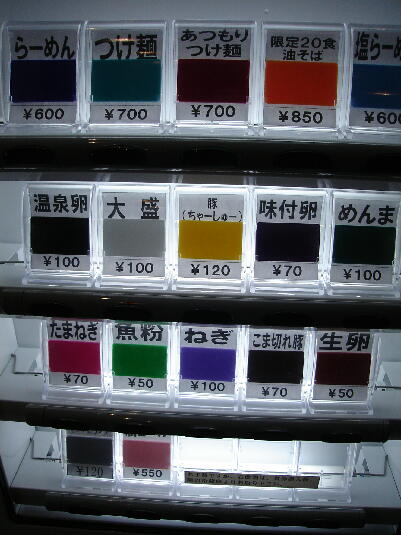 らーめん
¥600
つけ麺
¥700
あつもり
つけ麺
¥700
限定20食
油そば
¥850
塩らーめ
¥600
温泉卵
¥100
大盛
¥100
豚
(ちゃーしゅー)
¥120
味付卵
¥70
めんま
¥100
たまねぎ
¥70
魚粉
¥50
ねぎ
¥100
こま切れ豚
¥70
生卵
¥50
¥120
¥550